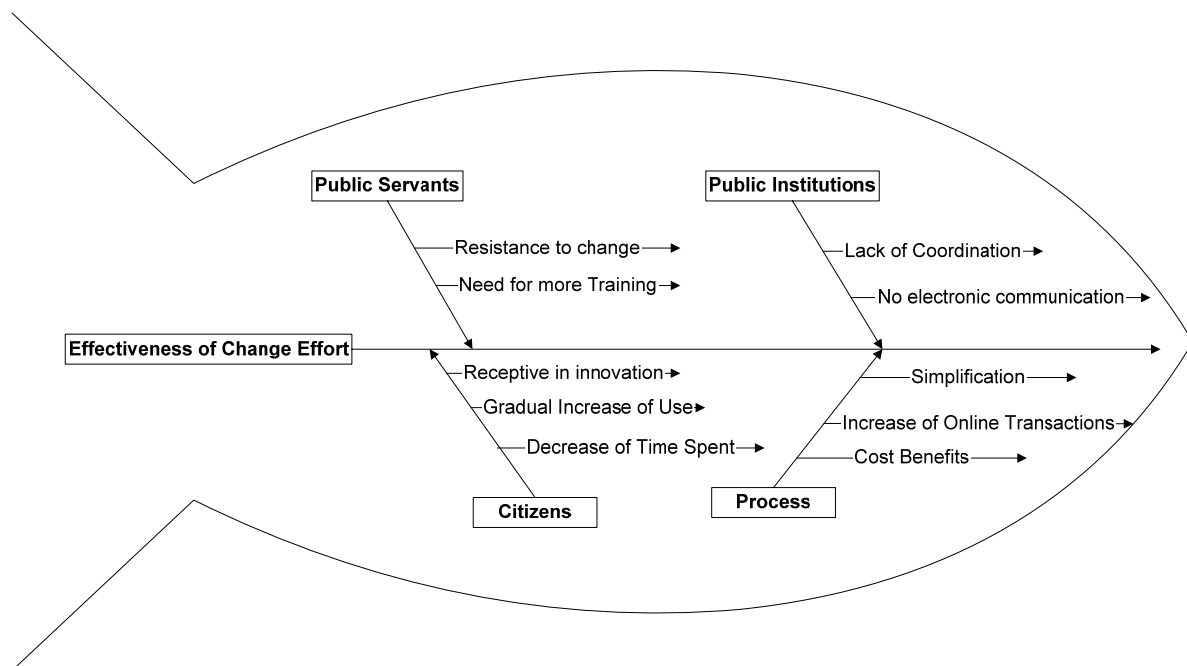 Public Servants
Resistance to change
Need for more Training
Public Institutions
Lack of Coordination
No electronic communication
Effectiveness of Change Effort
Receptive in innovation
Gradual Increase of Use
Decrease of Time Spent
Citizens
Simplification
Increase of Online Transactions
Cost Benefits
Process